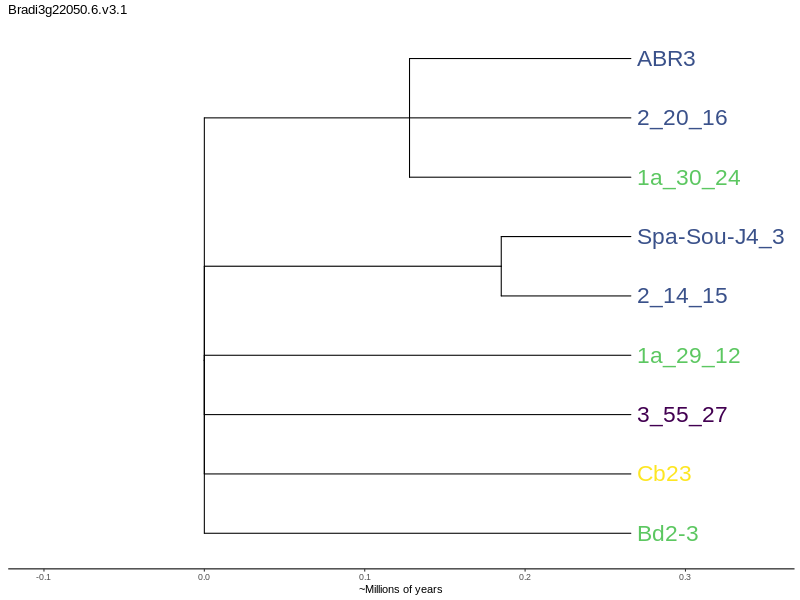 Bradi3g22050.6.v3.1
ABR3
2_20_16
1a_30_24
Spa-Sou-J4_3
2_14_15
1a_29_12
3_55_27
Cb23
Bd2-3
-0.1 0.0 0.1 0.2 0.3
~Millions of years